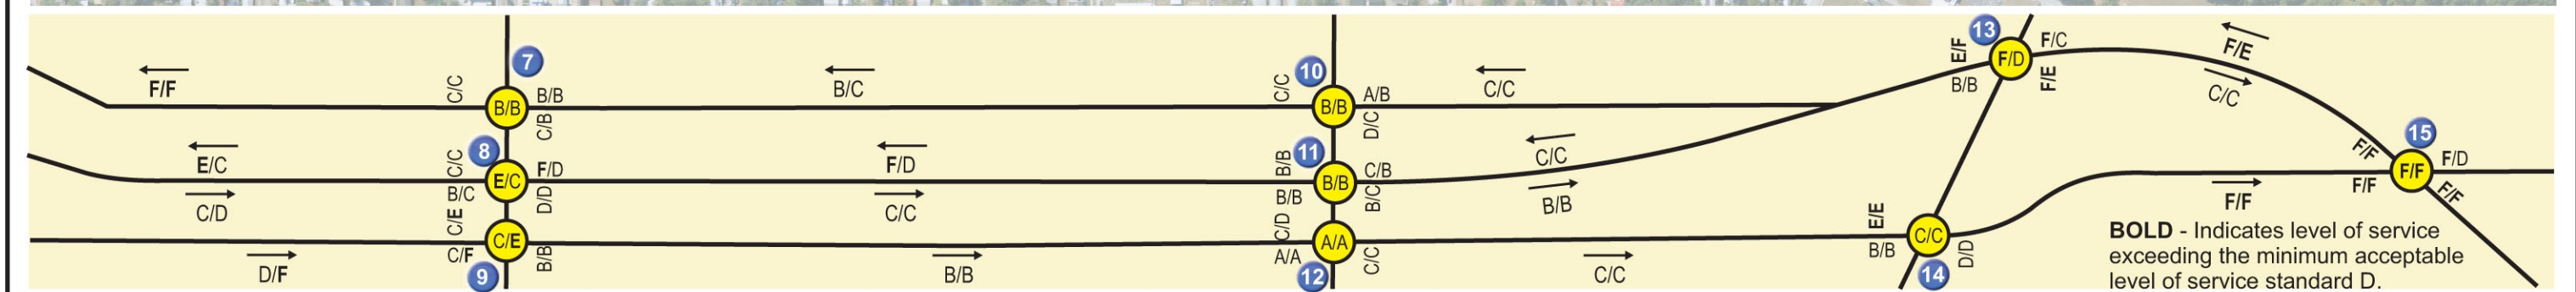 13
F/C
F/E
E/F
F/D
7
10
F/F
C/C
B/C
C/C
C/C
B/B
F/E
C/C
B/B
B/B
B/B
A/B
C/B
D/C
15
8
E/C
C/C
F/D
F/D
11
B/B
C/C
C/B
F/F
F/D
E/C
B/B
F/F
F/F
B/C
D/D
B/B
B/C
F/F
C/D
C/C
B/B
F/F
C/E
C/D
E/E
C/E
A/A
C/C
C/F
B/B
A/A
C/C
B/B
D/D
D/F
B/B
C/C
9
12
14
BOLD - Indicates level of service
exceeding the minimum acceptable
level of service standard D.